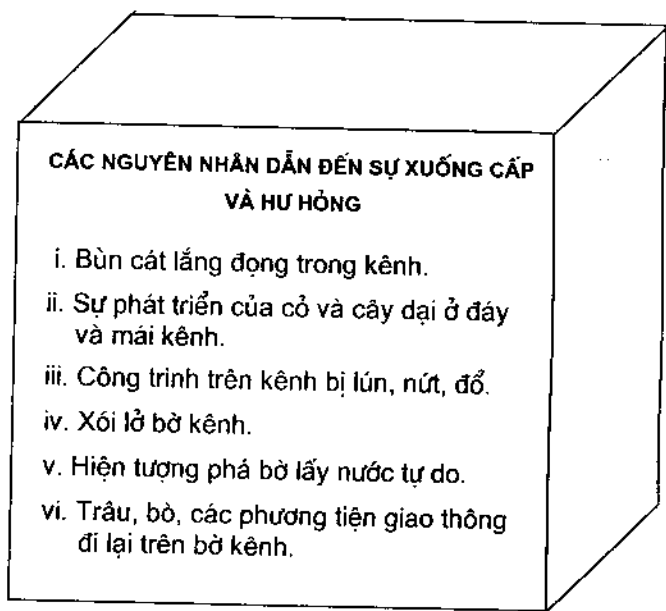 CÁC NGUYÊN NHÂN DẪN ĐẾN SỰ XUỐNG CẤP
VÀ HƯ HỎNG
i. Bùn cát lắng đọng trong kênh.
ii. Sự phát triển của cỏ và cây dại ở đáy
và mái kênh.
iii. Công trình trên kênh bị lún, nứt, đổ.
iv. Xói lở bờ kênh.
v. Hiện tượng phá bờ lấy nước tự do.
vi. Trâu, bò, các phương tiện giao thông
đi lại trên bờ kênh.